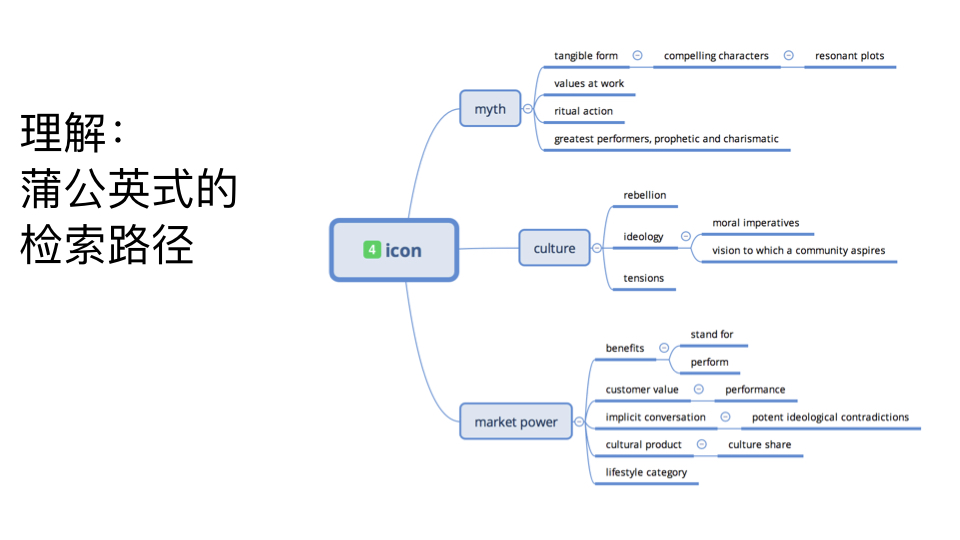 理解：
蒲公英式的
检索路径
4 icon
myth
tangible form
compelling characters
resonant plots
values at work
ritual action
greatest performers, prophetic and charismatic
culture
rebellion
ideology
moral imperatives
vision to which a community aspires
tensions
market power
benefits
stand for
perform
customer value
performance
implicit conversation
potent ideological contradictions
cultural product
culture share
lifestyle category